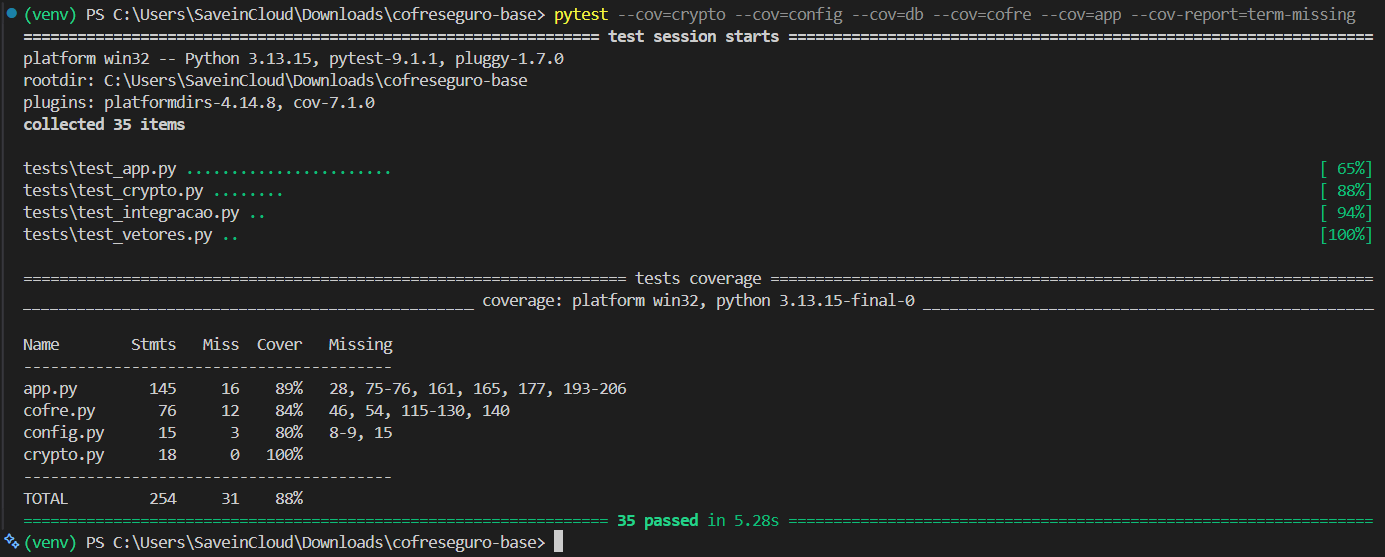 (venv) PS C:\Users\SaveinCloud\Downloads\cofreseguro-base> pytest --cov=crypto --cov=config --cov=db --cov=cofre --cov=app --cov-report=term-missing
============================== test session starts ==============================
platform win32 -- Python 3.13.15, pytest-9.1.1, pluggy-1.7.0
rootdir: C:\Users\SaveinCloud\Downloads\cofreseguro-base
plugins: platformdirs-4.14.8, cov-7.1.0
collected 35 items
tests\test_app.py ....................... [ 65%]
tests\test_crypto.py ........ [ 88%]
tests\test_integracao.py .. [ 94%]
tests\test_vetores.py .. [100%]
============================== tests coverage ==============================
______________________________ coverage: platform win32, python 3.13.15-final-0 ______________________________
Name Stmts Miss Cover Missing
-----------------------------------------
app.py 145 16 89% 28, 75-76, 161, 165, 177, 193-206
cofre.py 76 12 84% 46, 54, 115-130, 140
config.py 15 3 80% 8-9, 15
crypto.py 18 0 100%
-----------------------------------------
TOTAL 254 31 88%
============================== 35 passed in 5.28s ==============================
(venv) PS C:\Users\SaveinCloud\Downloads\cofreseguro-base>